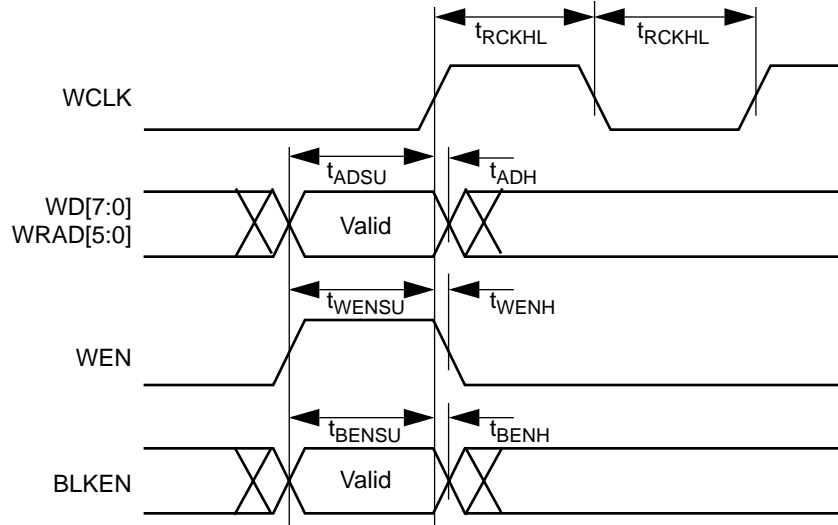 tRCKHL tRCKHL
WCLK
tADSU tADH
WD[7:0]
WRAD[5:0]
Valid
tWENSU tWENH
WEN
tBENSU tBENH
BLKEN
Valid